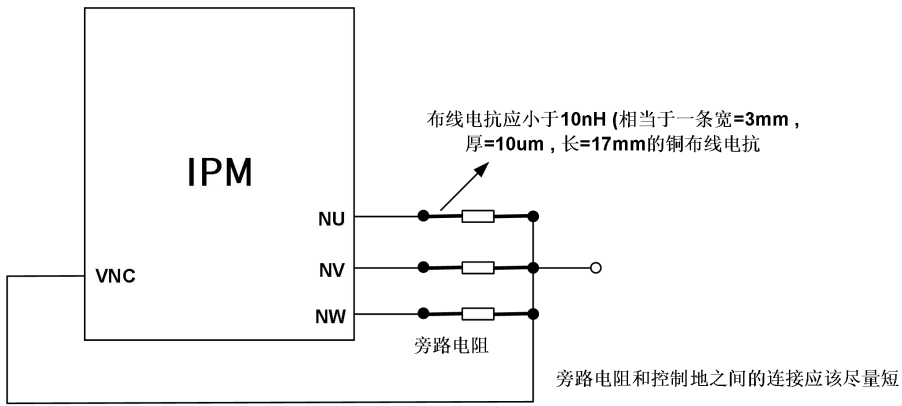 布线电抗应小于10nH (相当于一条宽=3mm ,
厚=10um , 长=17mm的铜布线电抗
IPM
NU
VNC
NV
NW
旁路电阻
旁路电阻和控制地之间的连接应该尽量短